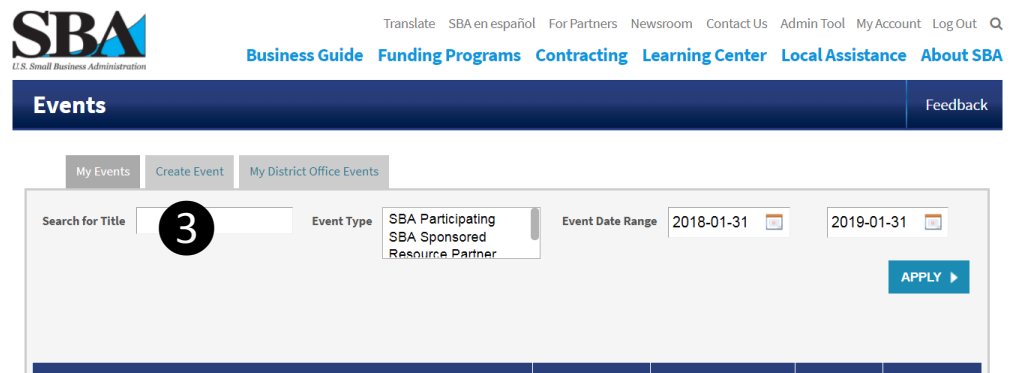 SBA
U.S. Small Business Administration
Translate SBA en español For Partners Newsroom Contact Us Admin Tool My Account Log Out
Business Guide Funding Programs Contracting Learning Center Local Assistance About SBA
Events
Feedback
My Events Create Event My District Office Events
Search for Title 3 Event Type SBA Participating Event Date Range 2018-01-31 2019-01-31
SBA Sponsored
Resource Partner
APPLY